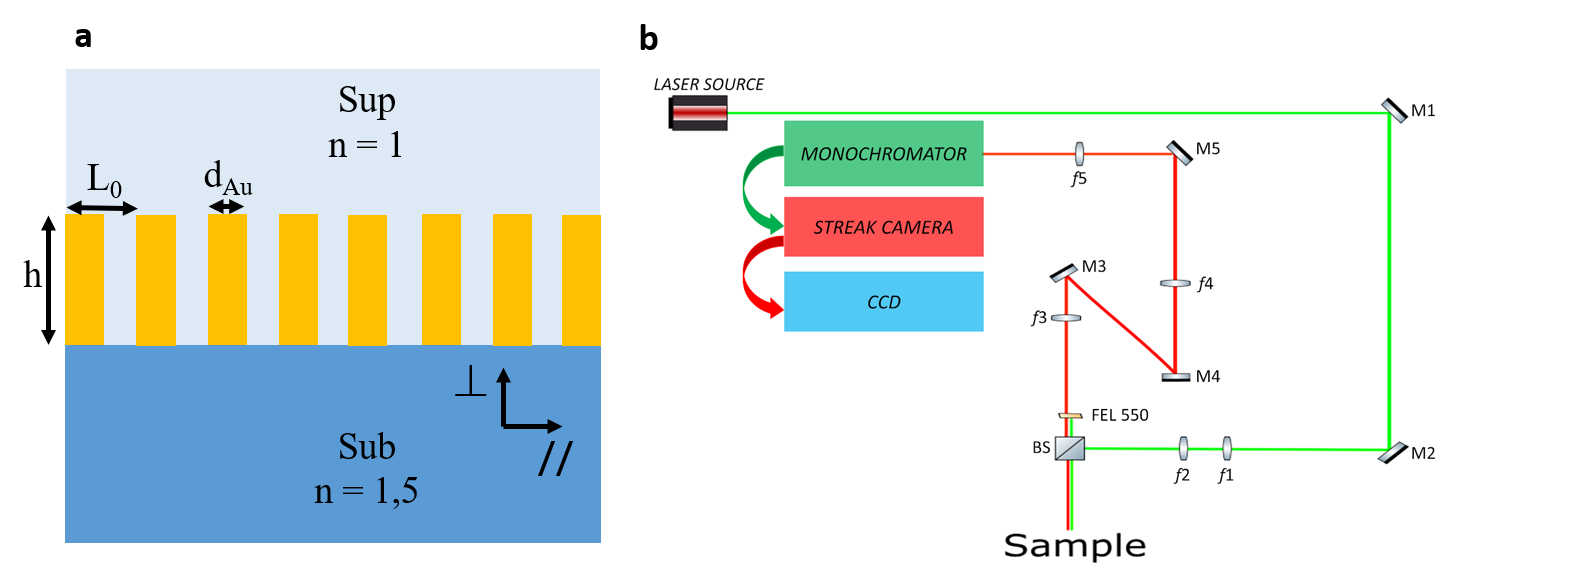 a
Sup
n = 1
L₀
d_Au
h
⊥
//
Sub
n = 1,5
b
LASER SOURCE
M1
MONOCHROMATOR
M5
f5
STREAK CAMERA
M3
f4
CCD
f3
M4
FEL 550
BS
M2
f2
f1
Sample